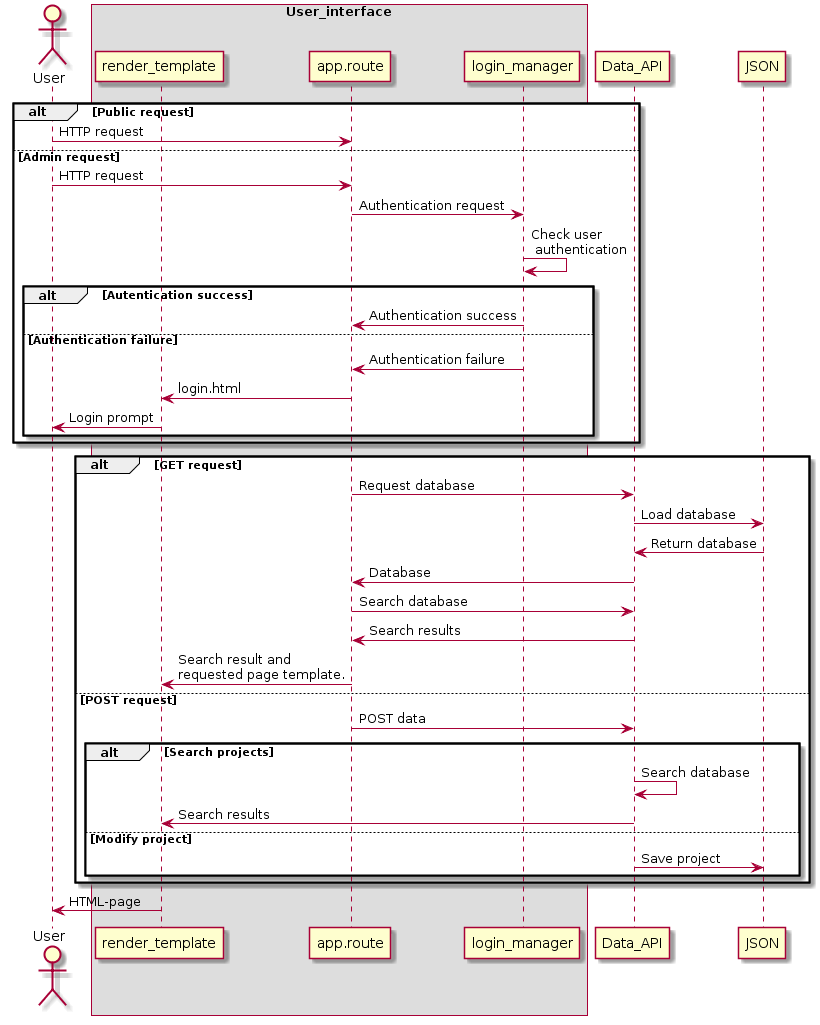 User_interface
User
render_template
app.route
login_manager
Data_API
JSON
alt
[Public request]
HTTP request
[Admin request]
HTTP request
Authentication request
Check user
authentication
alt
[Autentication success]
Authentication success
[Authentication failure]
Authentication failure
login.html
Login prompt
alt
[GET request]
Request database
Load database
Return database
Database
Search database
Search results
Search result and
requested page template.
[POST request]
POST data
alt
[Search projects]
Search database
Search results
[Modify project]
Save project
HTML-page
User
render_template
app.route
login_manager
Data_API
JSON